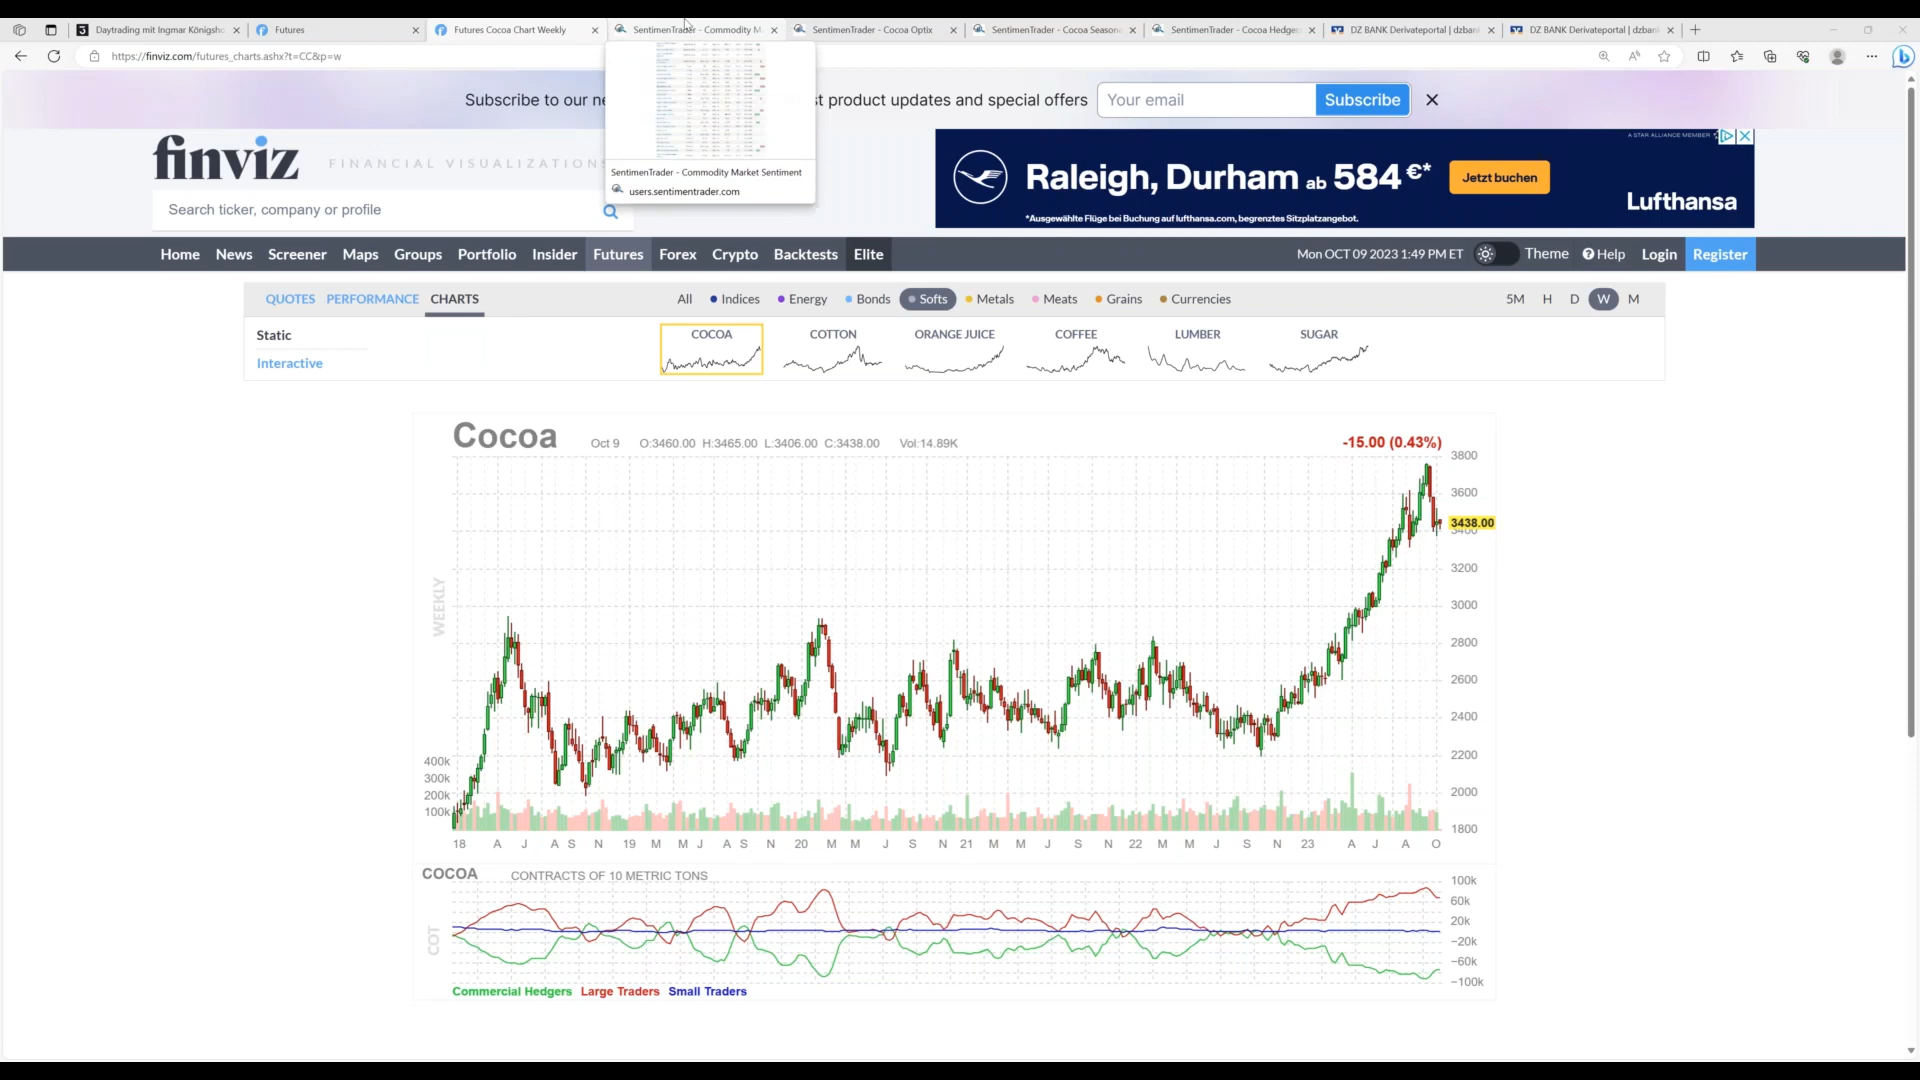 Daytrading mit Ingmar Königsho
Futures
Futures Cocoa Chart Weekly
SentimenTrader - Commodity M
SentimenTrader - Cocoa Optix
SentimenTrader - Cocoa Seasona
SentimenTrader - Cocoa Hedge
DZ BANK Derivateportal | dzban
DZ BANK Derivateportal | dzban
https://finviz.com/futures_charts.ashx?t=CC&p=w
Subscribe to our ne
st product updates and special offers
Your email
Subscribe
SentimenTrader - Commodity Market Sentiment
users.sentimentrader.com
finviz
FINANCIAL VISUALIZATIONS
Search ticker, company or profile
A STAR ALLIANCE MEMBER
Raleigh, Durham ab 584 €*
Jetzt buchen
Lufthansa
*Ausgewählte Flüge bei Buchung auf lufthansa.com, begrenztes Sitzplatzangebot.
Home News Screener Maps Groups Portfolio Insider Futures Forex Crypto Backtests Elite
Mon OCT 09 2023 1:49 PM ET
Theme
Help
Login
Register
QUOTES PERFORMANCE CHARTS
All Indices Energy Bonds Softs Metals Meats Grains Currencies
5M H D W M
Static
Interactive
COCOA COTTON ORANGE JUICE COFFEE LUMBER SUGAR
Cocoa
Oct 9 O:3460.00 H:3465.00 L:3406.00 C:3438.00 Vol:14.89K
-15.00 (0.43%)
3800
3600
3438.00
3400
3200
3000
2800
2600
2400
2200
2000
1800
WEEKLY
400k
300k
200k
100k
18 A J A S N 19 M M J A S N 20 M M J S N 21 M M J S N 22 M M J S N 23 A J A O
COCOA
CONTRACTS OF 10 METRIC TONS
100k
60k
20k
−20k
−60k
−100k
COT
Commercial Hedgers Large Traders Small Traders